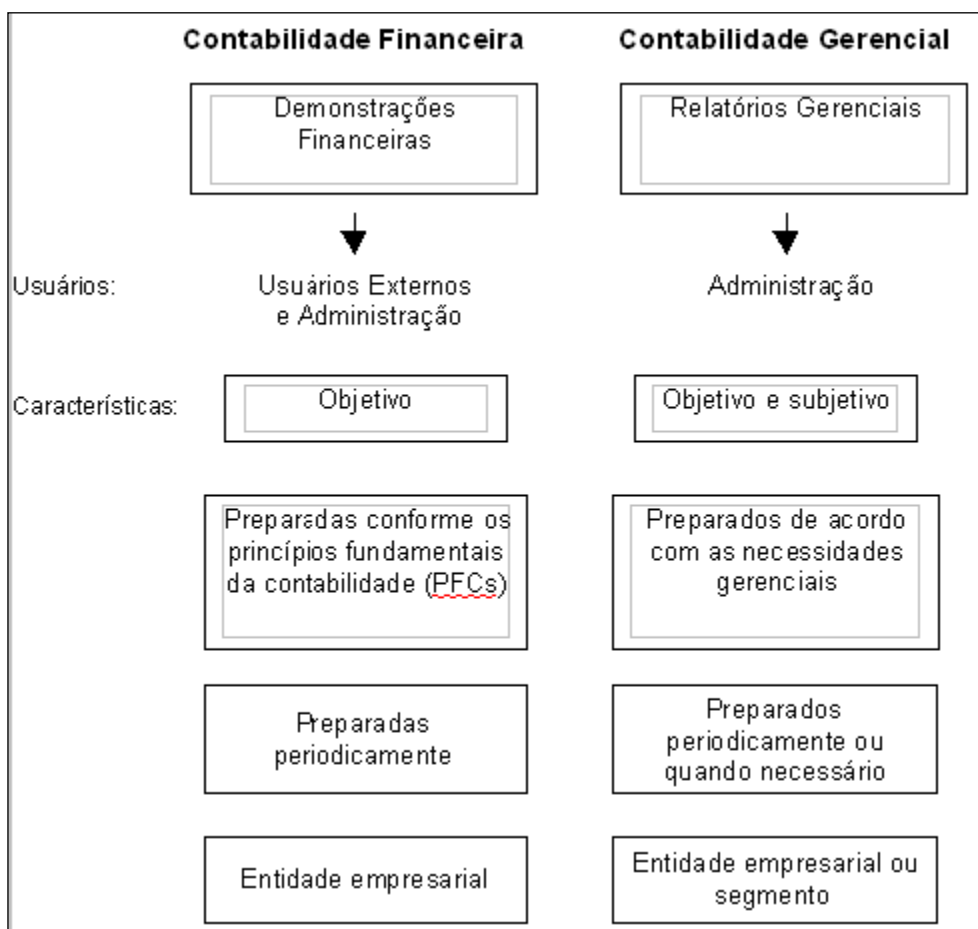 Contabilidade Financeira
Contabilidade Gerencial
Demonstrações
Financeiras
Relatórios Gerenciais
Usuários:
Usuários Externos
e Administração
Administração
Características:
Objetivo
Objetivo e subjetivo
Preparadas conforme os
princípios fundamentais
da contabilidade (PFCs)
Preparados de acordo
com as necessidades
gerenciais
Preparadas
periodicamente
Preparados
periodicamente ou
quando necessário
Entidade empresarial
Entidade empresarial ou
segmento